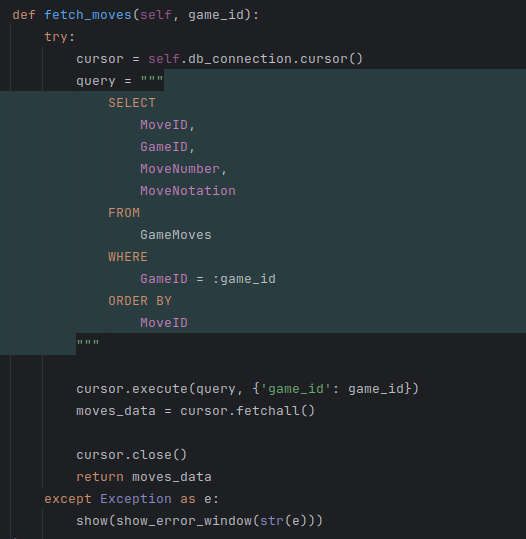 def fetch_moves(self, game_id):
    try:
        cursor = self.db_connection.cursor()
        query = """
            SELECT
                MoveID,
                GameID,
                MoveNumber,
                MoveNotation
            FROM
                GameMoves
            WHERE
                GameID = :game_id
            ORDER BY
                MoveID
        """
        cursor.execute(query, {'game_id': game_id})
        moves_data = cursor.fetchall()
        cursor.close()
        return moves_data
    except Exception as e:
        show(show_error_window(str(e)))